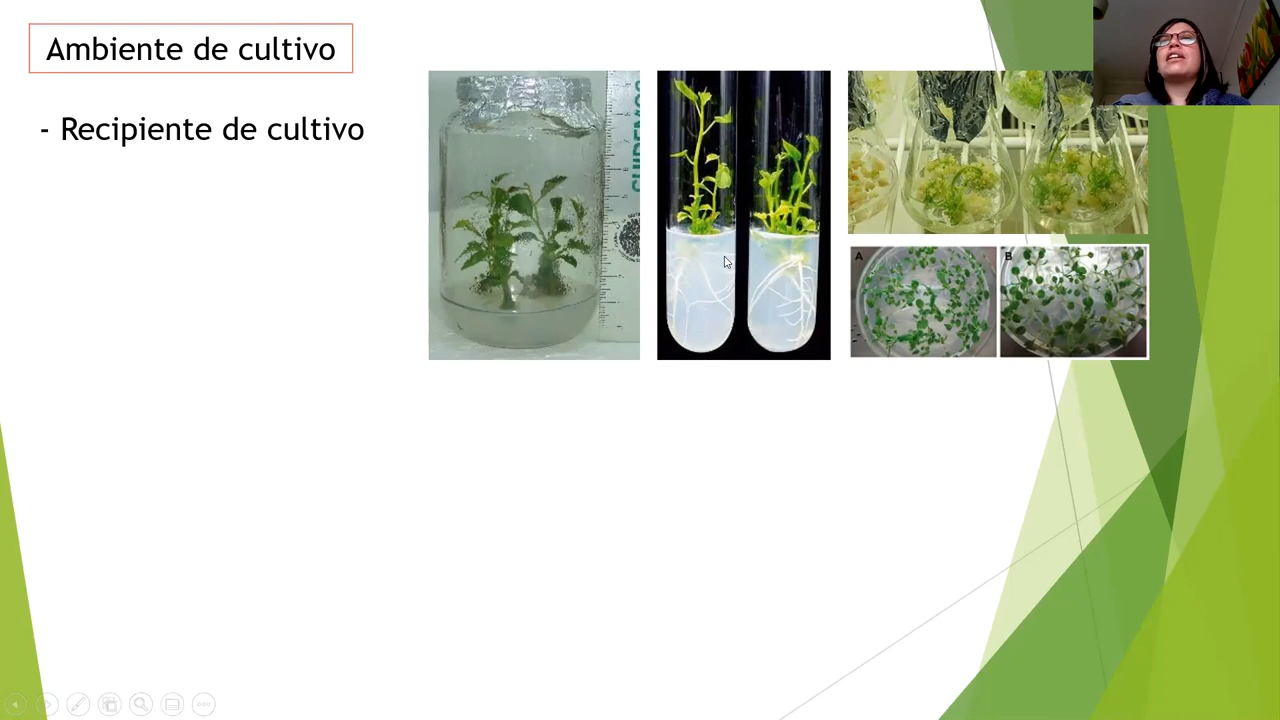 Ambiente de cultivo
- Recipiente de cultivo
A
B